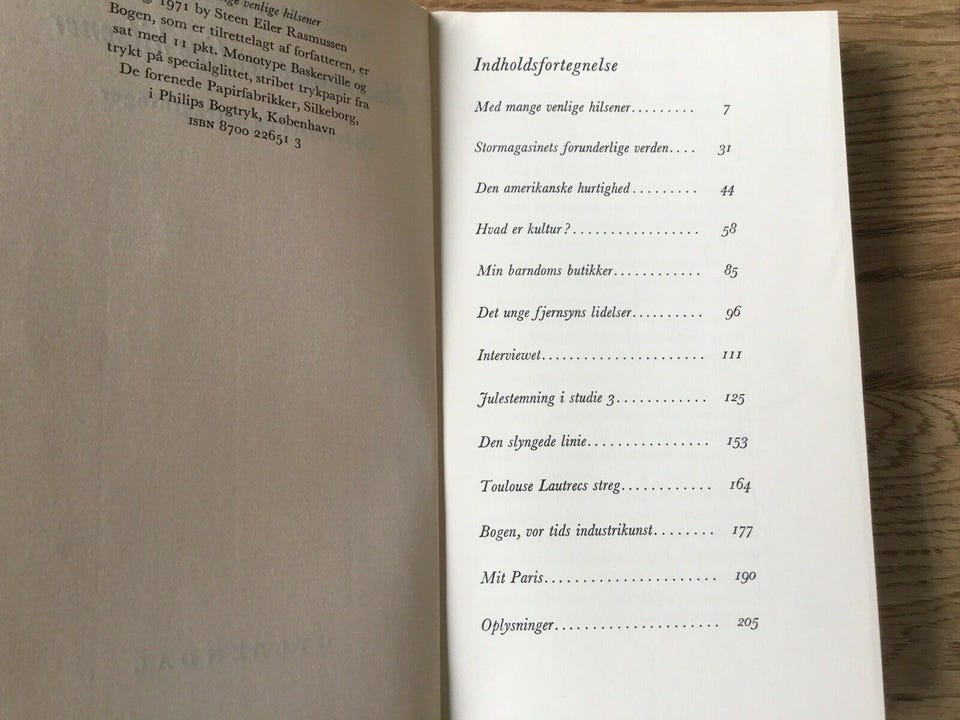 mange venlige hilsener
© 1971 by Steen Eiler Rasmussen
Bogen, som er tilrettelagt af forfatteren, er
sat med 11 pkt. Monotype Baskerville og
trykt på specialglittet, stribet trykpapir fra
De forenede Papirfabrikker, Silkeborg,
i Philips Bogtryk, København
ISBN 8700 22651 3
Indholdsfortegnelse
Med mange venlige hilsener......... 7
Stormagasinets forunderlige verden.... 31
Den amerikanske hurtighed......... 44
Hvad er kultur?................. 58
Min barndoms butikker............ 85
Det unge fjernsyns lidelser.......... 96
Interviewet....................... 111
Julestemning i studie 3............ 125
Den slyngede linie................. 153
Toulouse Lautrecs streg............ 164
Bogen, vor tids industrikunst........ 177
Mit Paris........................ 190
Oplysninger....................... 205
GYLDENDAL